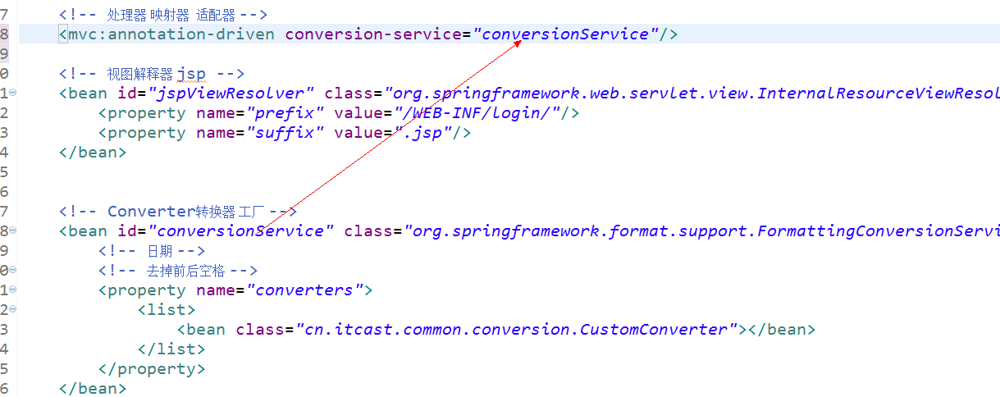 7 <!-- 处理器 映射器 适配器 -->
8 <mvc:annotation-driven conversion-service="conversionService"/>
9
0 <!-- 视图解释器 jsp -->
1 <bean id="jspViewResolver" class="org.springframework.web.servlet.view.InternalResourceViewResol
2 <property name="prefix" value="/WEB-INF/login/"/>
3 <property name="suffix" value=".jsp"/>
4 </bean>
5
6
7 <!-- Converter转换器 工厂 -->
8 <bean id="conversionService" class="org.springframework.format.support.FormattingConversionServi
9 <!-- 日期 -->
0 <!-- 去掉前后空格 -->
1 <property name="converters">
2 <list>
3 <bean class="cn.itcast.common.conversion.CustomConverter"></bean>
4 </list>
5 </property>
6 </bean>